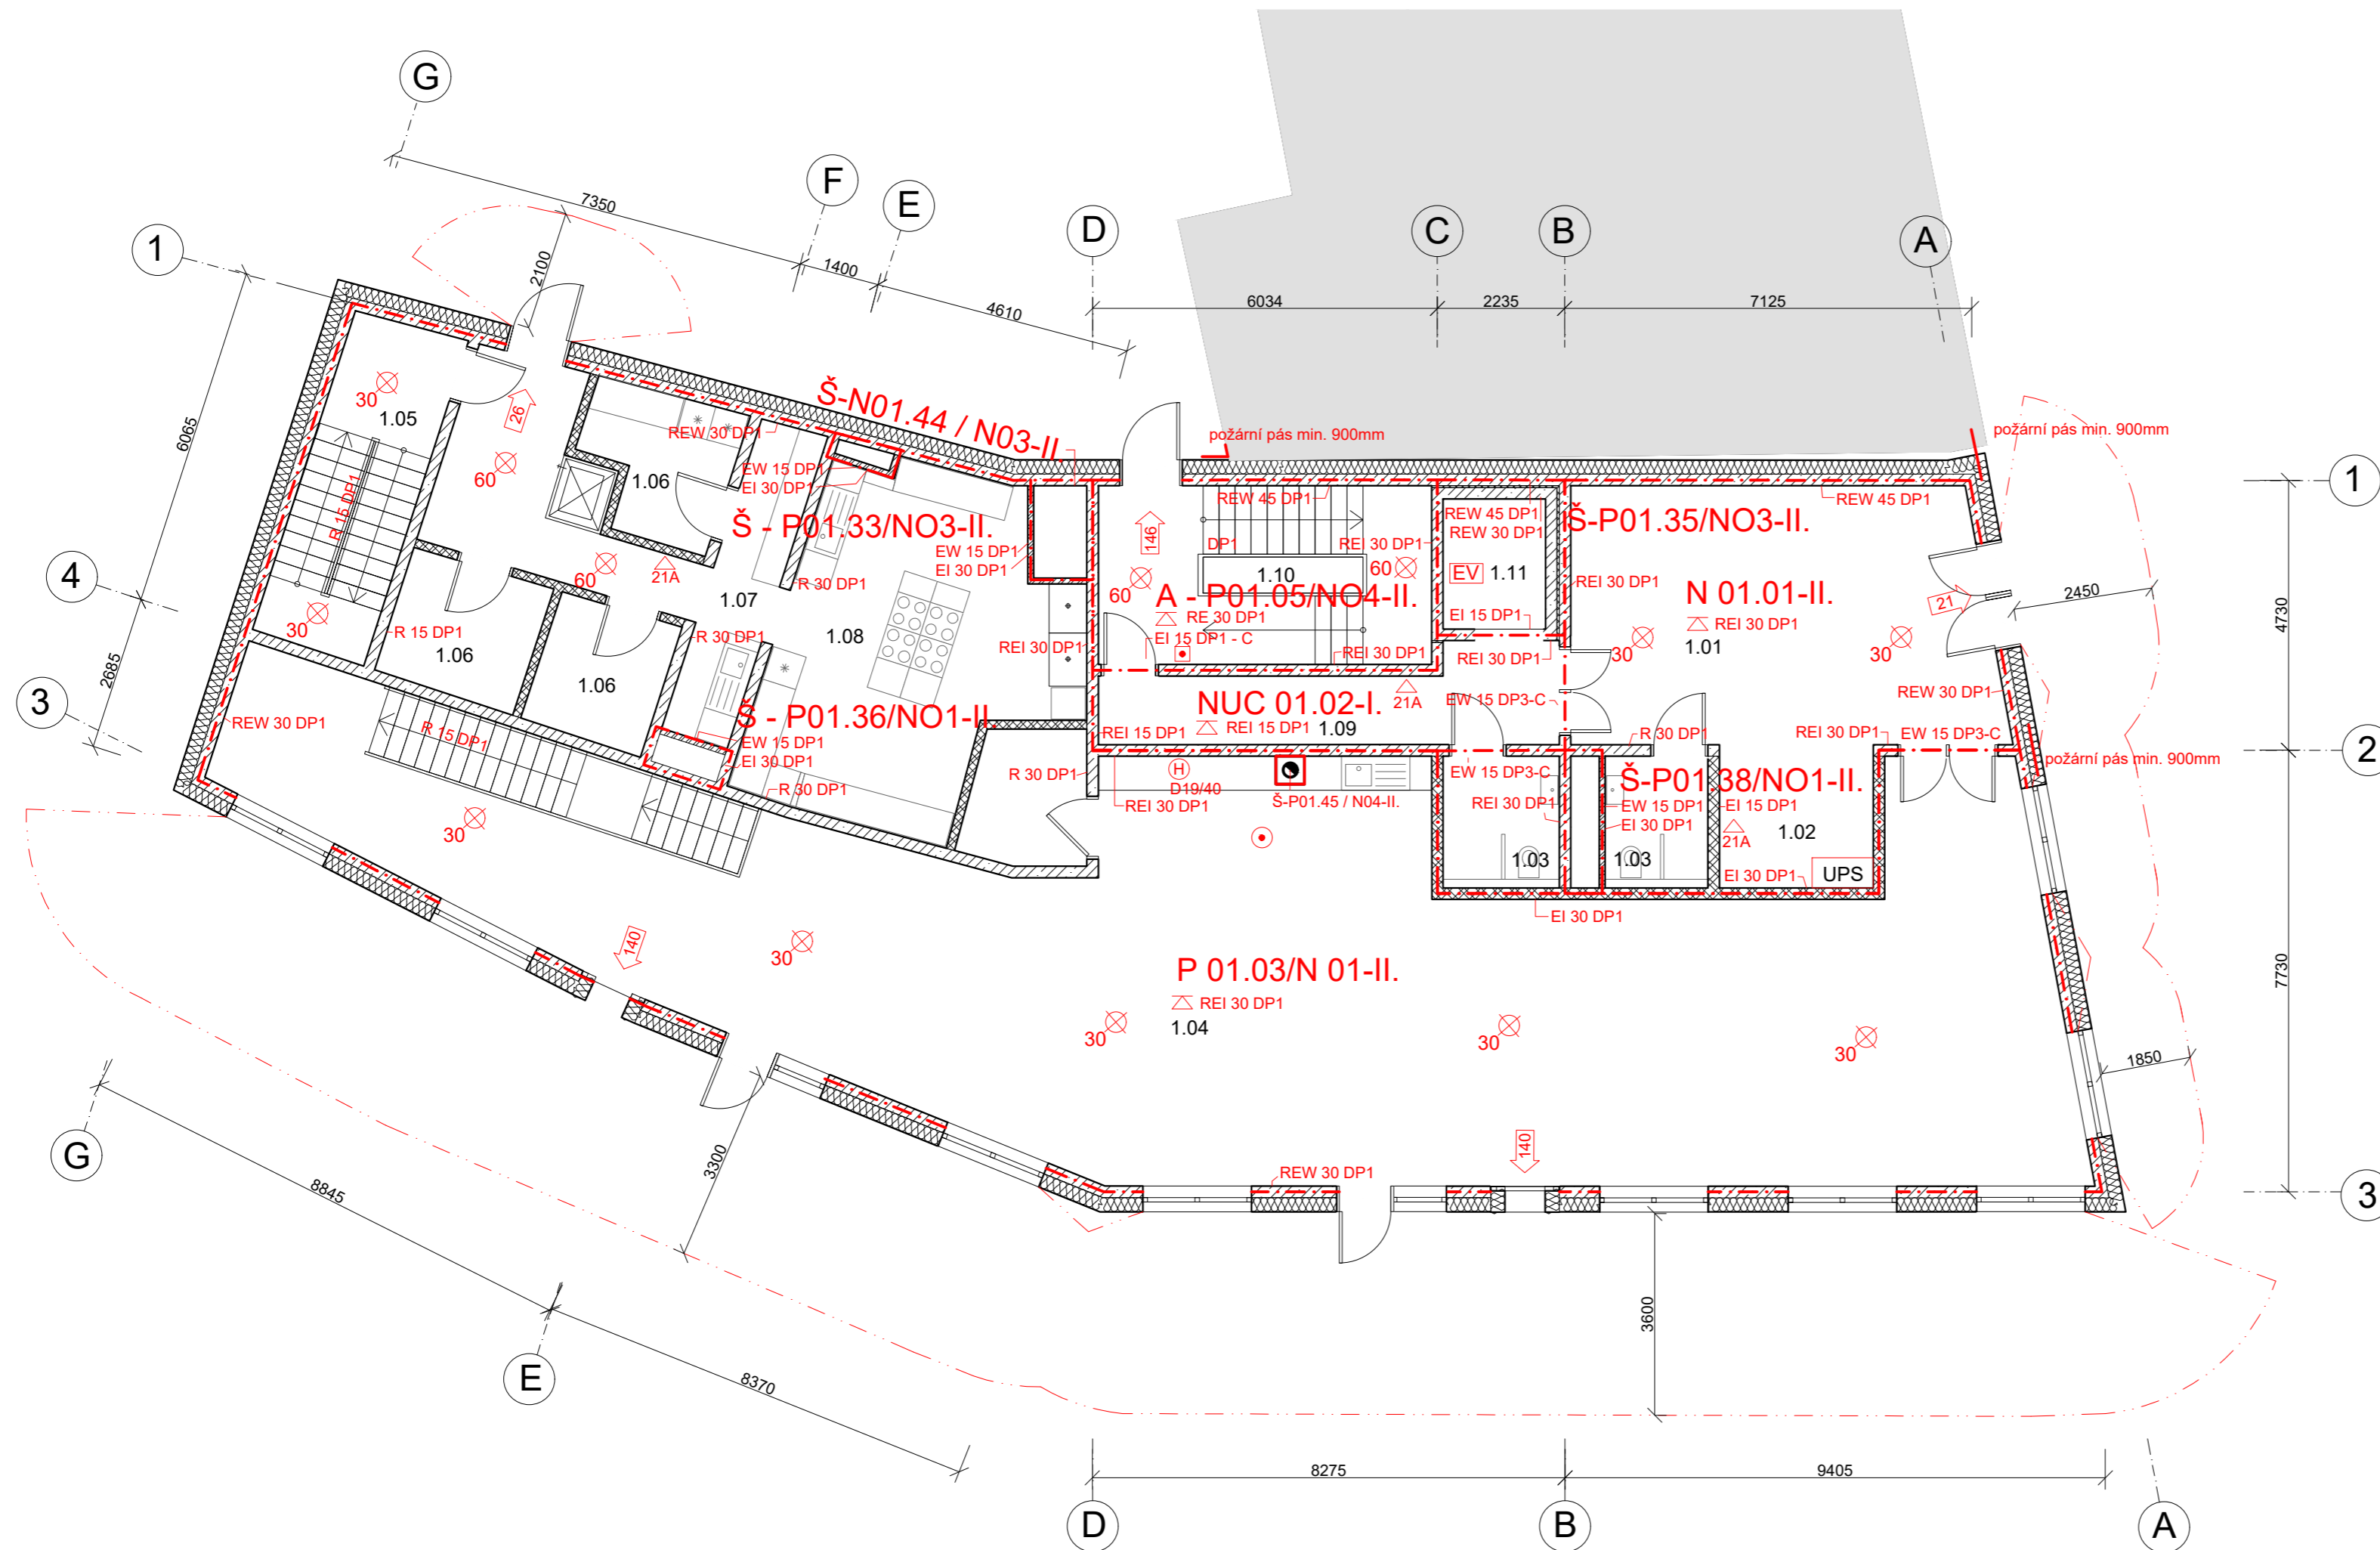 G
F
E
D
C
B
A
1
7350
1400
4610
2100
6034
2235
7125
6065
2685
4
3
Š-N01.44 / N03-II.
požární pás min. 900mm
požární pás min. 900mm
1
30
1.05
26
60
REW 30 DP1
EW 15 DP1
EI 30 DP1
1.06
R 15 DP1
Š - P01.33/NO3-II.
EW 15 DP1
EI 30 DP1
REW 45 DP1
DP1
146
REI 30 DP1
REW 45 DP1
REW 30 DP1
Š-P01.35/NO3-II.
REW 45 DP1
60
21A
R 30 DP1
1.07
60
1.10
60
EV
1.11
REI 30 DP1
A - P01.05/NO4-II.
RE 30 DP1
EI 15 DP1 - C
EI 15 DP1
N 01.01-II.
REI 30 DP1
1.01
30
30
21
2450
4730
30
R 15 DP1
1.06
1.06
R 30 DP1
1.08
REI 30 DP1
REI 30 DP1
REI 30 DP1
REW 30 DP1
NUC 01.02-I.
REI 15 DP1
1.09
21A
EW 15 DP3-C
REI 15 DP1
Š - P01.36/NO1-II.
EW 15 DP1
EI 30 DP1
REW 30 DP1
R 15 DP1
R 30 DP1
R 30 DP1
R 30 DP1
REI 30 DP1
EW 15 DP3-C
2
požární pás min. 900mm
H
D19/40
REI 30 DP1
Š-P01.45 / N04-II.
EW 15 DP3-C
REI 30 DP1
Š-P01.38/NO1-II.
EW 15 DP1
EI 30 DP1
EI 15 DP1
21A
1.02
1.03
1.03
EI 30 DP1
UPS
EI 30 DP1
30
30
140
P 01.03/N 01-II.
REI 30 DP1
1.04
30
30
30
7730
1850
140
REW 30 DP1
3
G
8845
3300
3600
E
8370
8275
9405
D
B
A